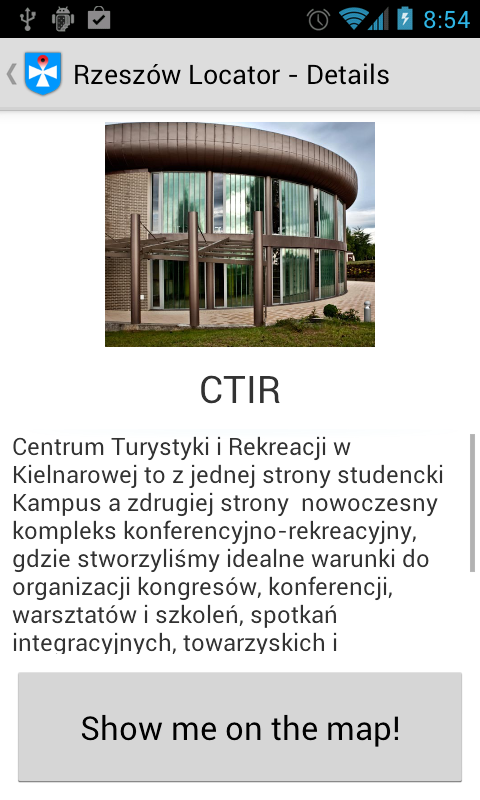 8:54
Rzeszów Locator - Details
CTIR
Centrum Turystyki i Rekreacji w
Kielnarowej to z jednej strony studencki
Kampus a zdrugiej strony  nowoczesny
kompleks konferencyjno-rekreacyjny,
gdzie stworzyliśmy idealne warunki do
organizacji kongresów, konferencji,
warsztatów i szkoleń, spotkań
integracyjnych, towarzyskich i
Show me on the map!